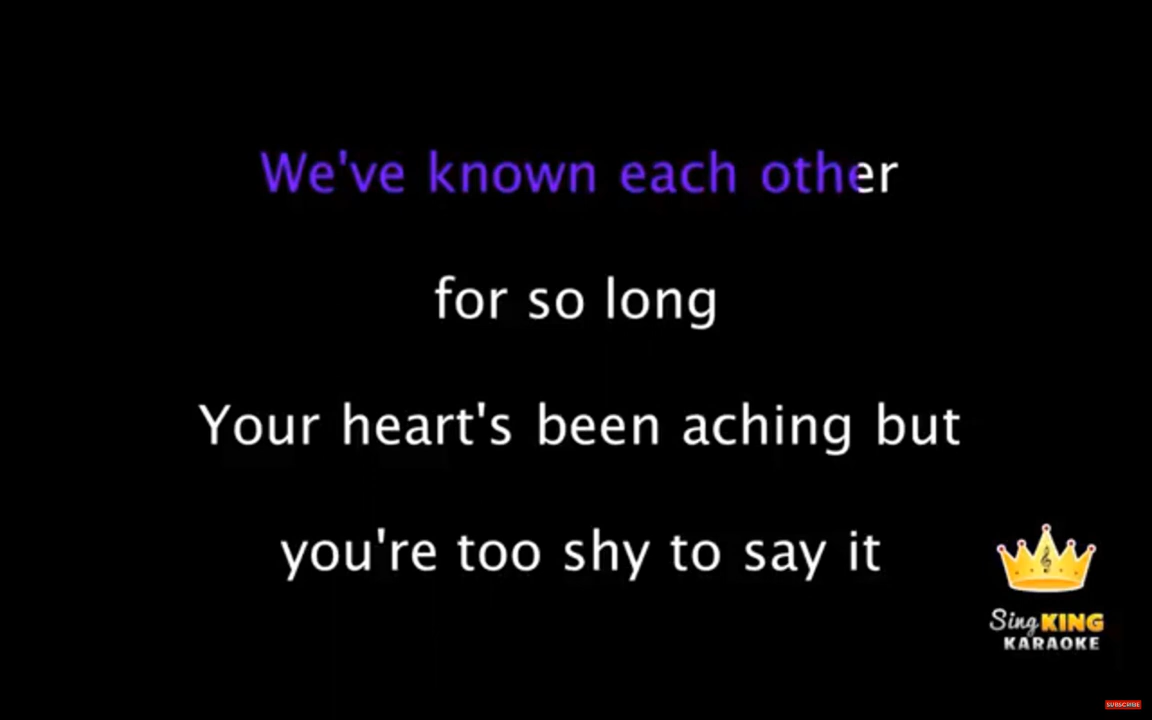 We've known each other
for so long
Your heart's been aching but
you're too shy to say it
Sing KING
KARAOKE
SUBSCRIBE